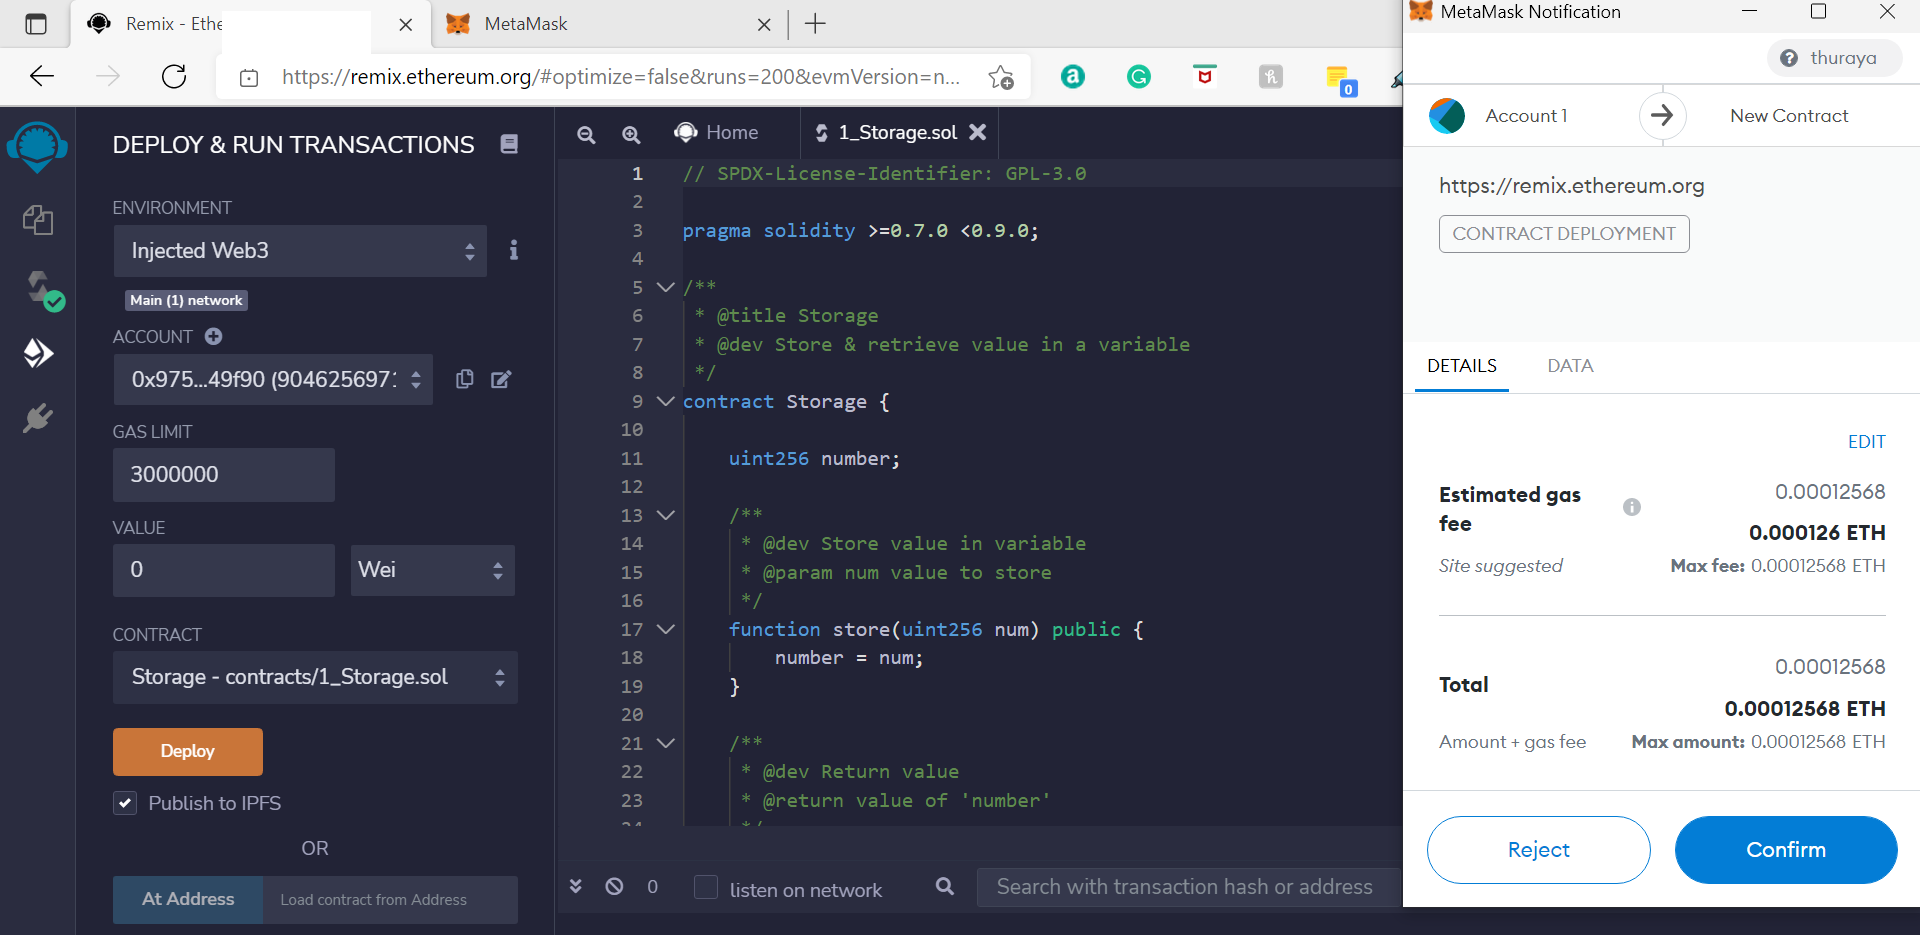 Remix - Ethe
MetaMask
https://remix.ethereum.org/#optimize=false&runs=200&evmVersion=n...
0
DEPLOY & RUN TRANSACTIONS
ENVIRONMENT
Injected Web3
Main (1) network
ACCOUNT
0x975...49f90 (9046256971
GAS LIMIT
3000000
VALUE
0
Wei
CONTRACT
Storage - contracts/1_Storage.sol
Deploy
Publish to IPFS
OR
At Address
Load contract from Address
Home
1_Storage.sol
1 // SPDX-License-Identifier: GPL-3.0
2
3 pragma solidity >=0.7.0 <0.9.0;
4
5 /**
6 * @title Storage
7 * @dev Store & retrieve value in a variable
8 */
9 contract Storage {
10
11 uint256 number;
12
13 /**
14 * @dev Store value in variable
15 * @param num value to store
16 */
17 function store(uint256 num) public {
18 number = num;
19 }
20
21 /**
22 * @dev Return value
23 * @return value of 'number'
0
listen on network
Search with transaction hash or address
MetaMask Notification
thuraya
Account 1
New Contract
https://remix.ethereum.org
CONTRACT DEPLOYMENT
DETAILS
DATA
EDIT
Estimated gas
fee
0.00012568
0.000126 ETH
Site suggested
Max fee: 0.00012568 ETH
Total
0.00012568
0.00012568 ETH
Amount + gas fee
Max amount: 0.00012568 ETH
Reject
Confirm